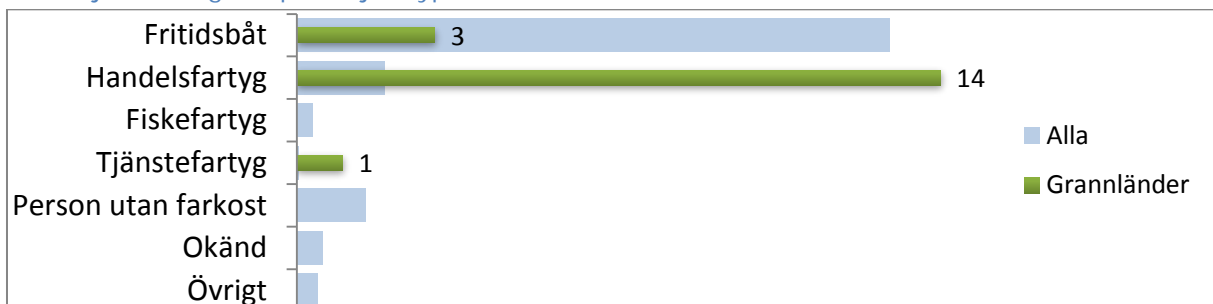 Fritidsbåt
3
Handelsfartyg
14
Fiskefartyg
Alla
Tjänstefartyg
1
Grannländer
Person utan farkost
Okänd
Övrigt